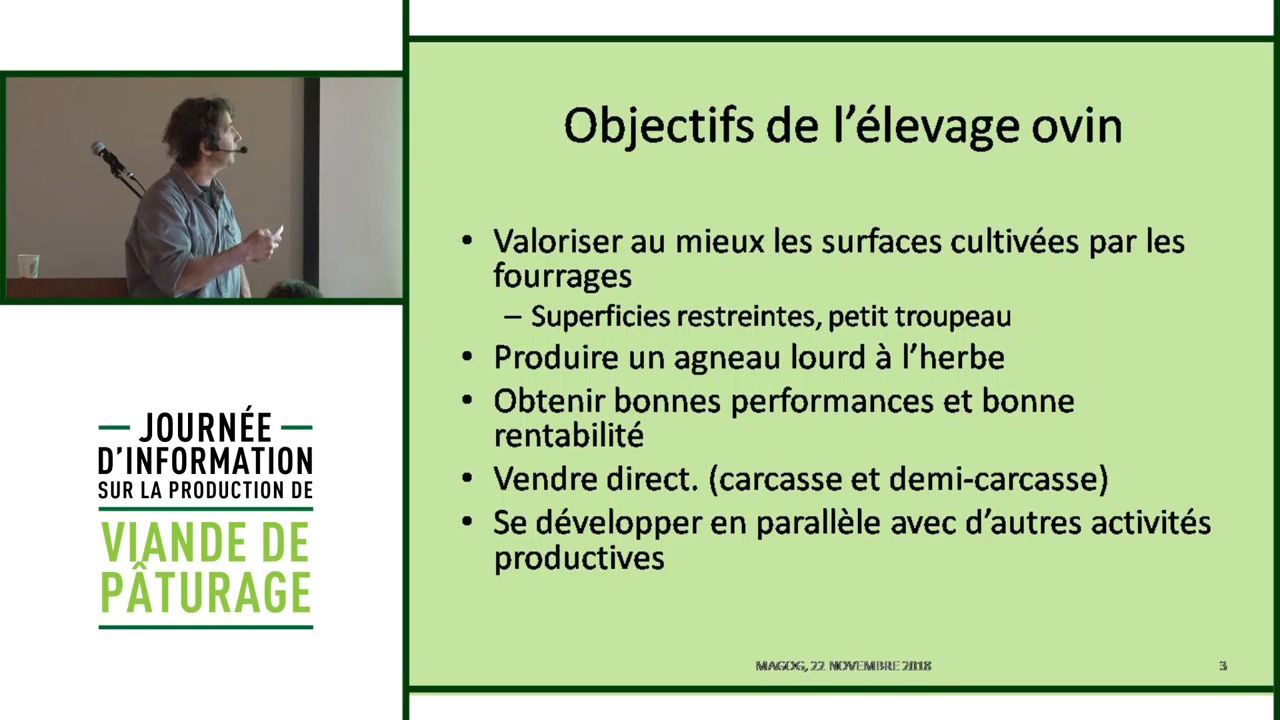 Objectifs de l’élevage ovin
• Valoriser au mieux les surfaces cultivées par les
fourrages
– Superficies restreintes, petit troupeau
• Produire un agneau lourd à l’herbe
• Obtenir bonnes performances et bonne
rentabilité
• Vendre direct. (carcasse et demi-carcasse)
• Se développer en parallèle avec d’autres activités
productives
MAGOG, 22 NOVEMBRE 2018
3
JOURNÉE
D’INFORMATION
SUR LA PRODUCTION DE
VIANDE DE
PÂTURAGE